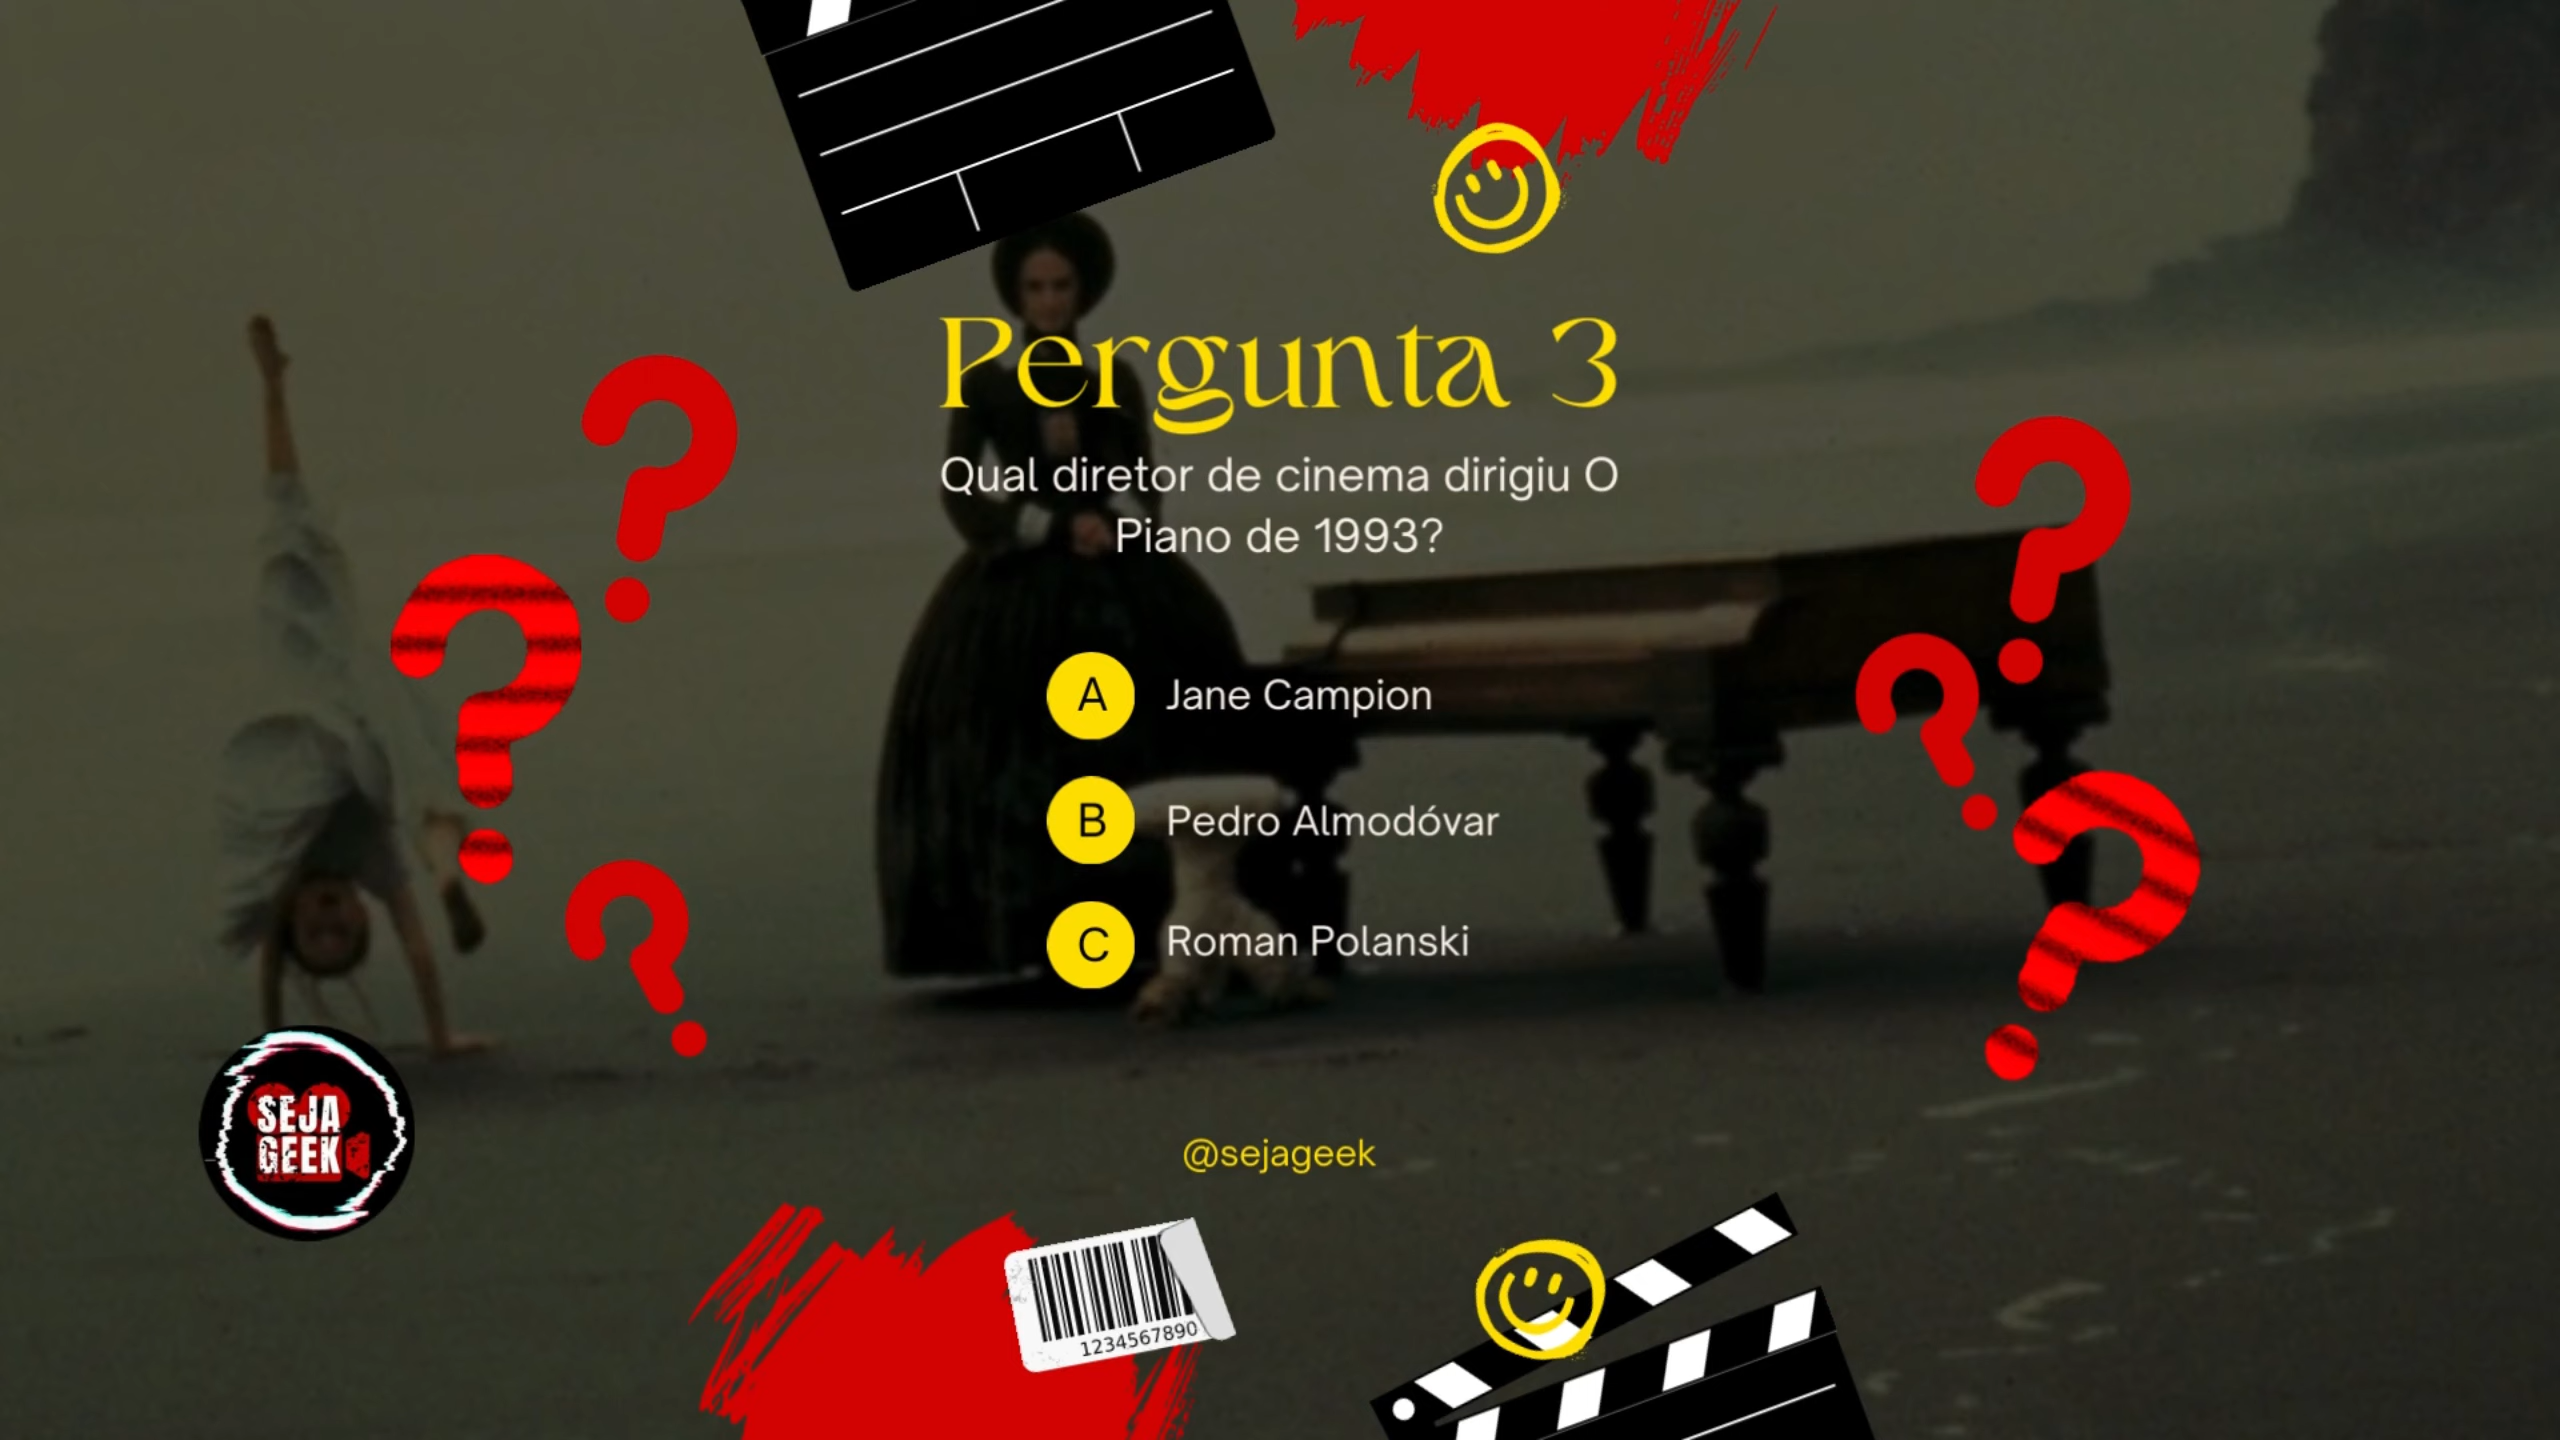 Pergunta 3
Qual diretor de cinema dirigiu O
Piano de 1993?
A Jane Campion
B Pedro Almodóvar
C Roman Polanski
SEJA
GEEK
@sejageek
1234567890